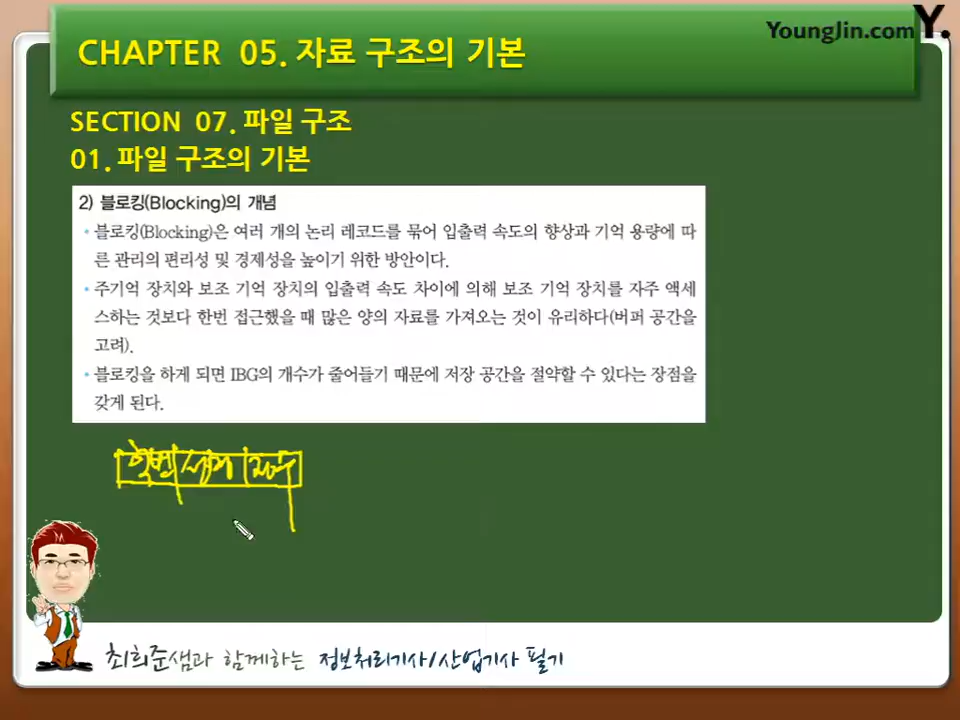 YoungJin.com Y.
CHAPTER 05. 자료 구조의 기본
SECTION 07. 파일 구조
01. 파일 구조의 기본
2) 블로킹(Blocking)의 개념
• 블로킹(Blocking)은 여러 개의 논리 레코드를 묶어 입출력 속도의 향상과 기억 용량에 따
른 관리의 편리성 및 경제성을 높이기 위한 방안이다.
• 주기억 장치와 보조 기억 장치의 입출력 속도 차이에 의해 보조 기억 장치를 자주 액세
스하는 것보다 한번 접근했을 때 많은 양의 자료를 가져오는 것이 유리하다(버퍼 공간을
고려).
• 블로킹을 하게 되면 IBG의 개수가 줄어들기 때문에 저장 공간을 절약할 수 있다는 장점을
갖게 된다.
학번
최희준샘과 함께하는 정보처리기사/산업기사 필기